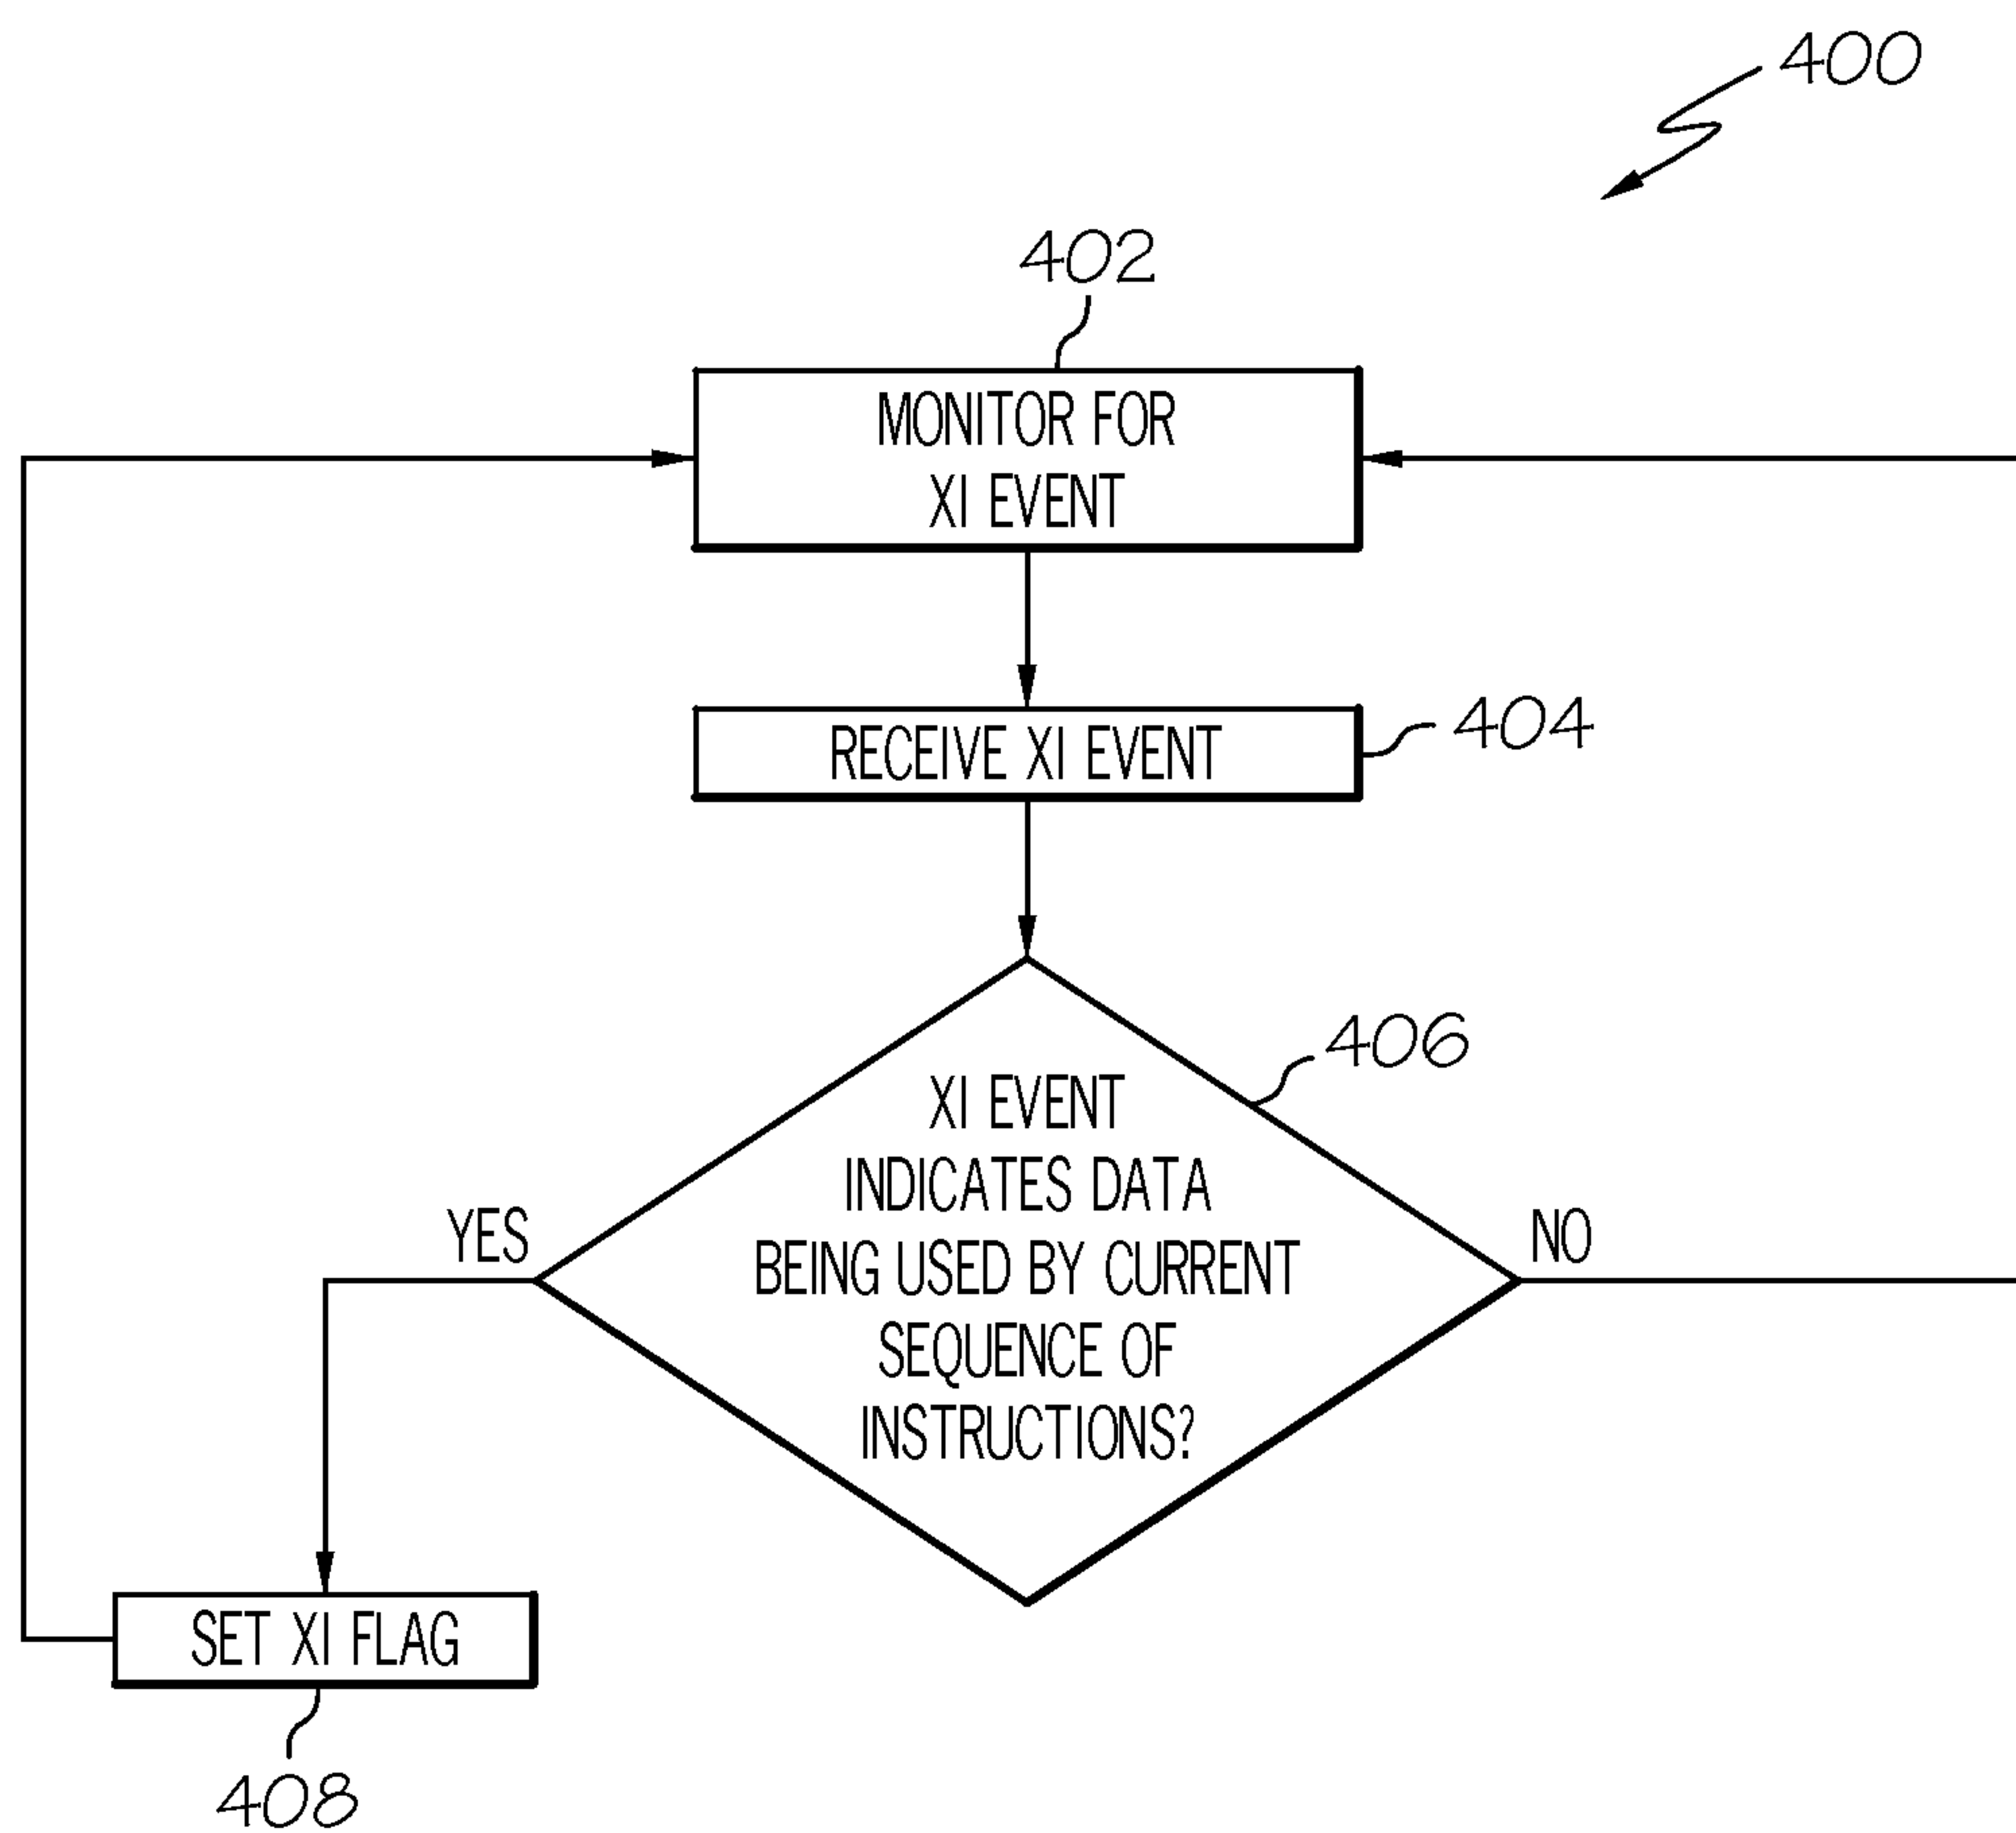 400
402
MONITOR FOR
XI EVENT
RECEIVE XI EVENT
404
406
XI EVENT
INDICATES DATA
BEING USED BY CURRENT
SEQUENCE OF
INSTRUCTIONS?
YES
NO
SET XI FLAG
408